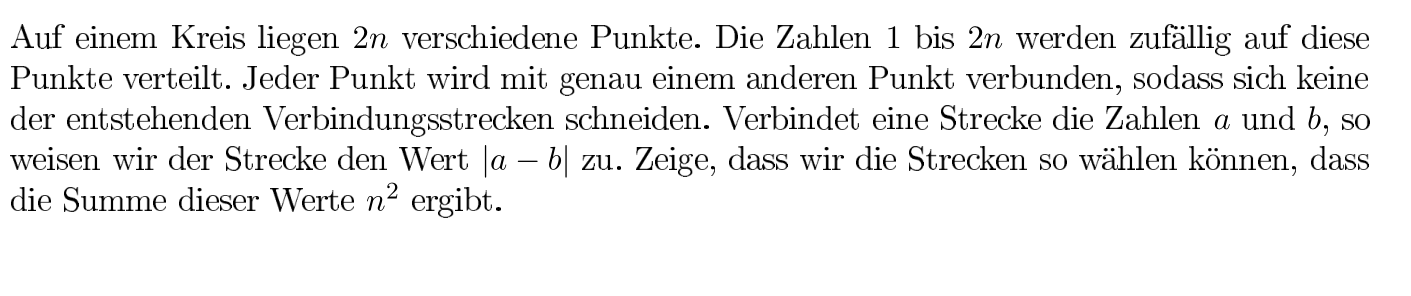 Auf einem Kreis liegen 2n verschiedene Punkte. Die Zahlen 1 bis 2n werden zufällig auf diese
Punkte verteilt. Jeder Punkt wird mit genau einem anderen Punkt verbunden, sodass sich keine
der entstehenden Verbindungsstrecken schneiden. Verbindet eine Strecke die Zahlen a und b, so
weisen wir der Strecke den Wert |a − b| zu. Zeige, dass wir die Strecken so wählen können, dass
die Summe dieser Werte n² ergibt.